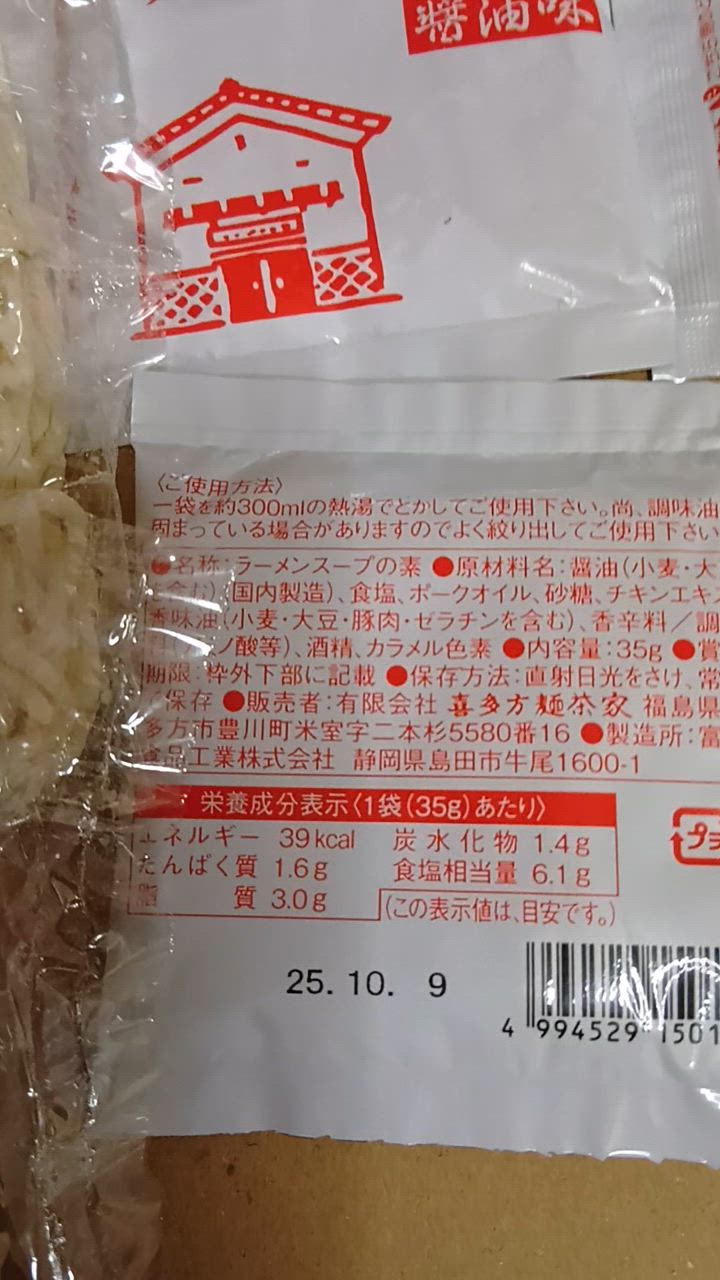 醤油味
〈ご使用方法〉
一袋を約300mlの熱湯でとかしてご使用下さい。尚、調味油
固まっている場合がありますのでよく絞り出してご使用下さい
●名称:ラーメンスープの素 ●原材料名:醤油(小麦・大
含む)(国内製造)、食塩、ポークオイル、砂糖、チキンエキス
香味油(小麦・大豆・豚肉・ゼラチンを含む)、香辛料/調
ノ酸等)、酒精、カラメル色素 ●内容量:35g ●賞
期限:枠外下部に記載 ●保存方法:直射日光をさけ、常
保存 ●販売者:有限会社 喜多方麺茶家 福島県
多方市豊川町米室字二本杉5580番16 ●製造所:富
食品工業株式会社 静岡県島田市牛尾1600-1
栄養成分表示〈1袋(35g)あたり〉
エネルギー 39kcal 炭水化物 1.4g
たんぱく質 1.6g 食塩相当量 6.1g
脂質 3.0g (この表示値は、目安です。)
プラ
25.10. 9
4 994529 1501